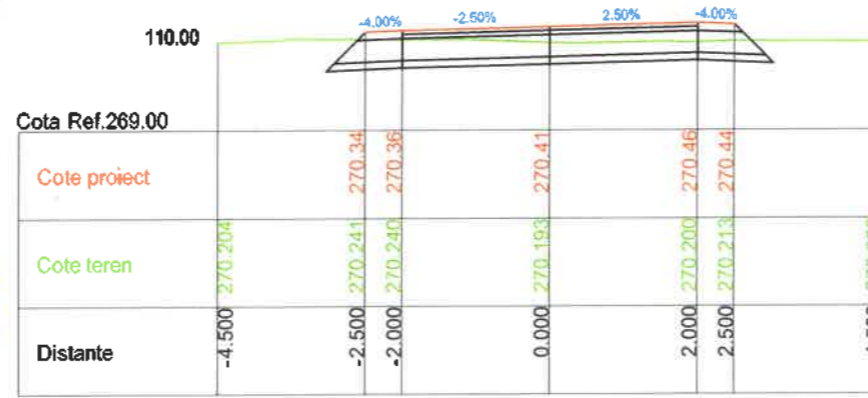 -4.00% -2.50% 2.50% -4.00%
110.00
Cota Ref.269.00
Cote proiect 270.34 270.36 270.41 270.46 270.44
Cote teren 270.204 270.241 270.240 270.193 270.200 270.213
Distante -4.500 -2.500 -2.000 0.000 2.000 2.500